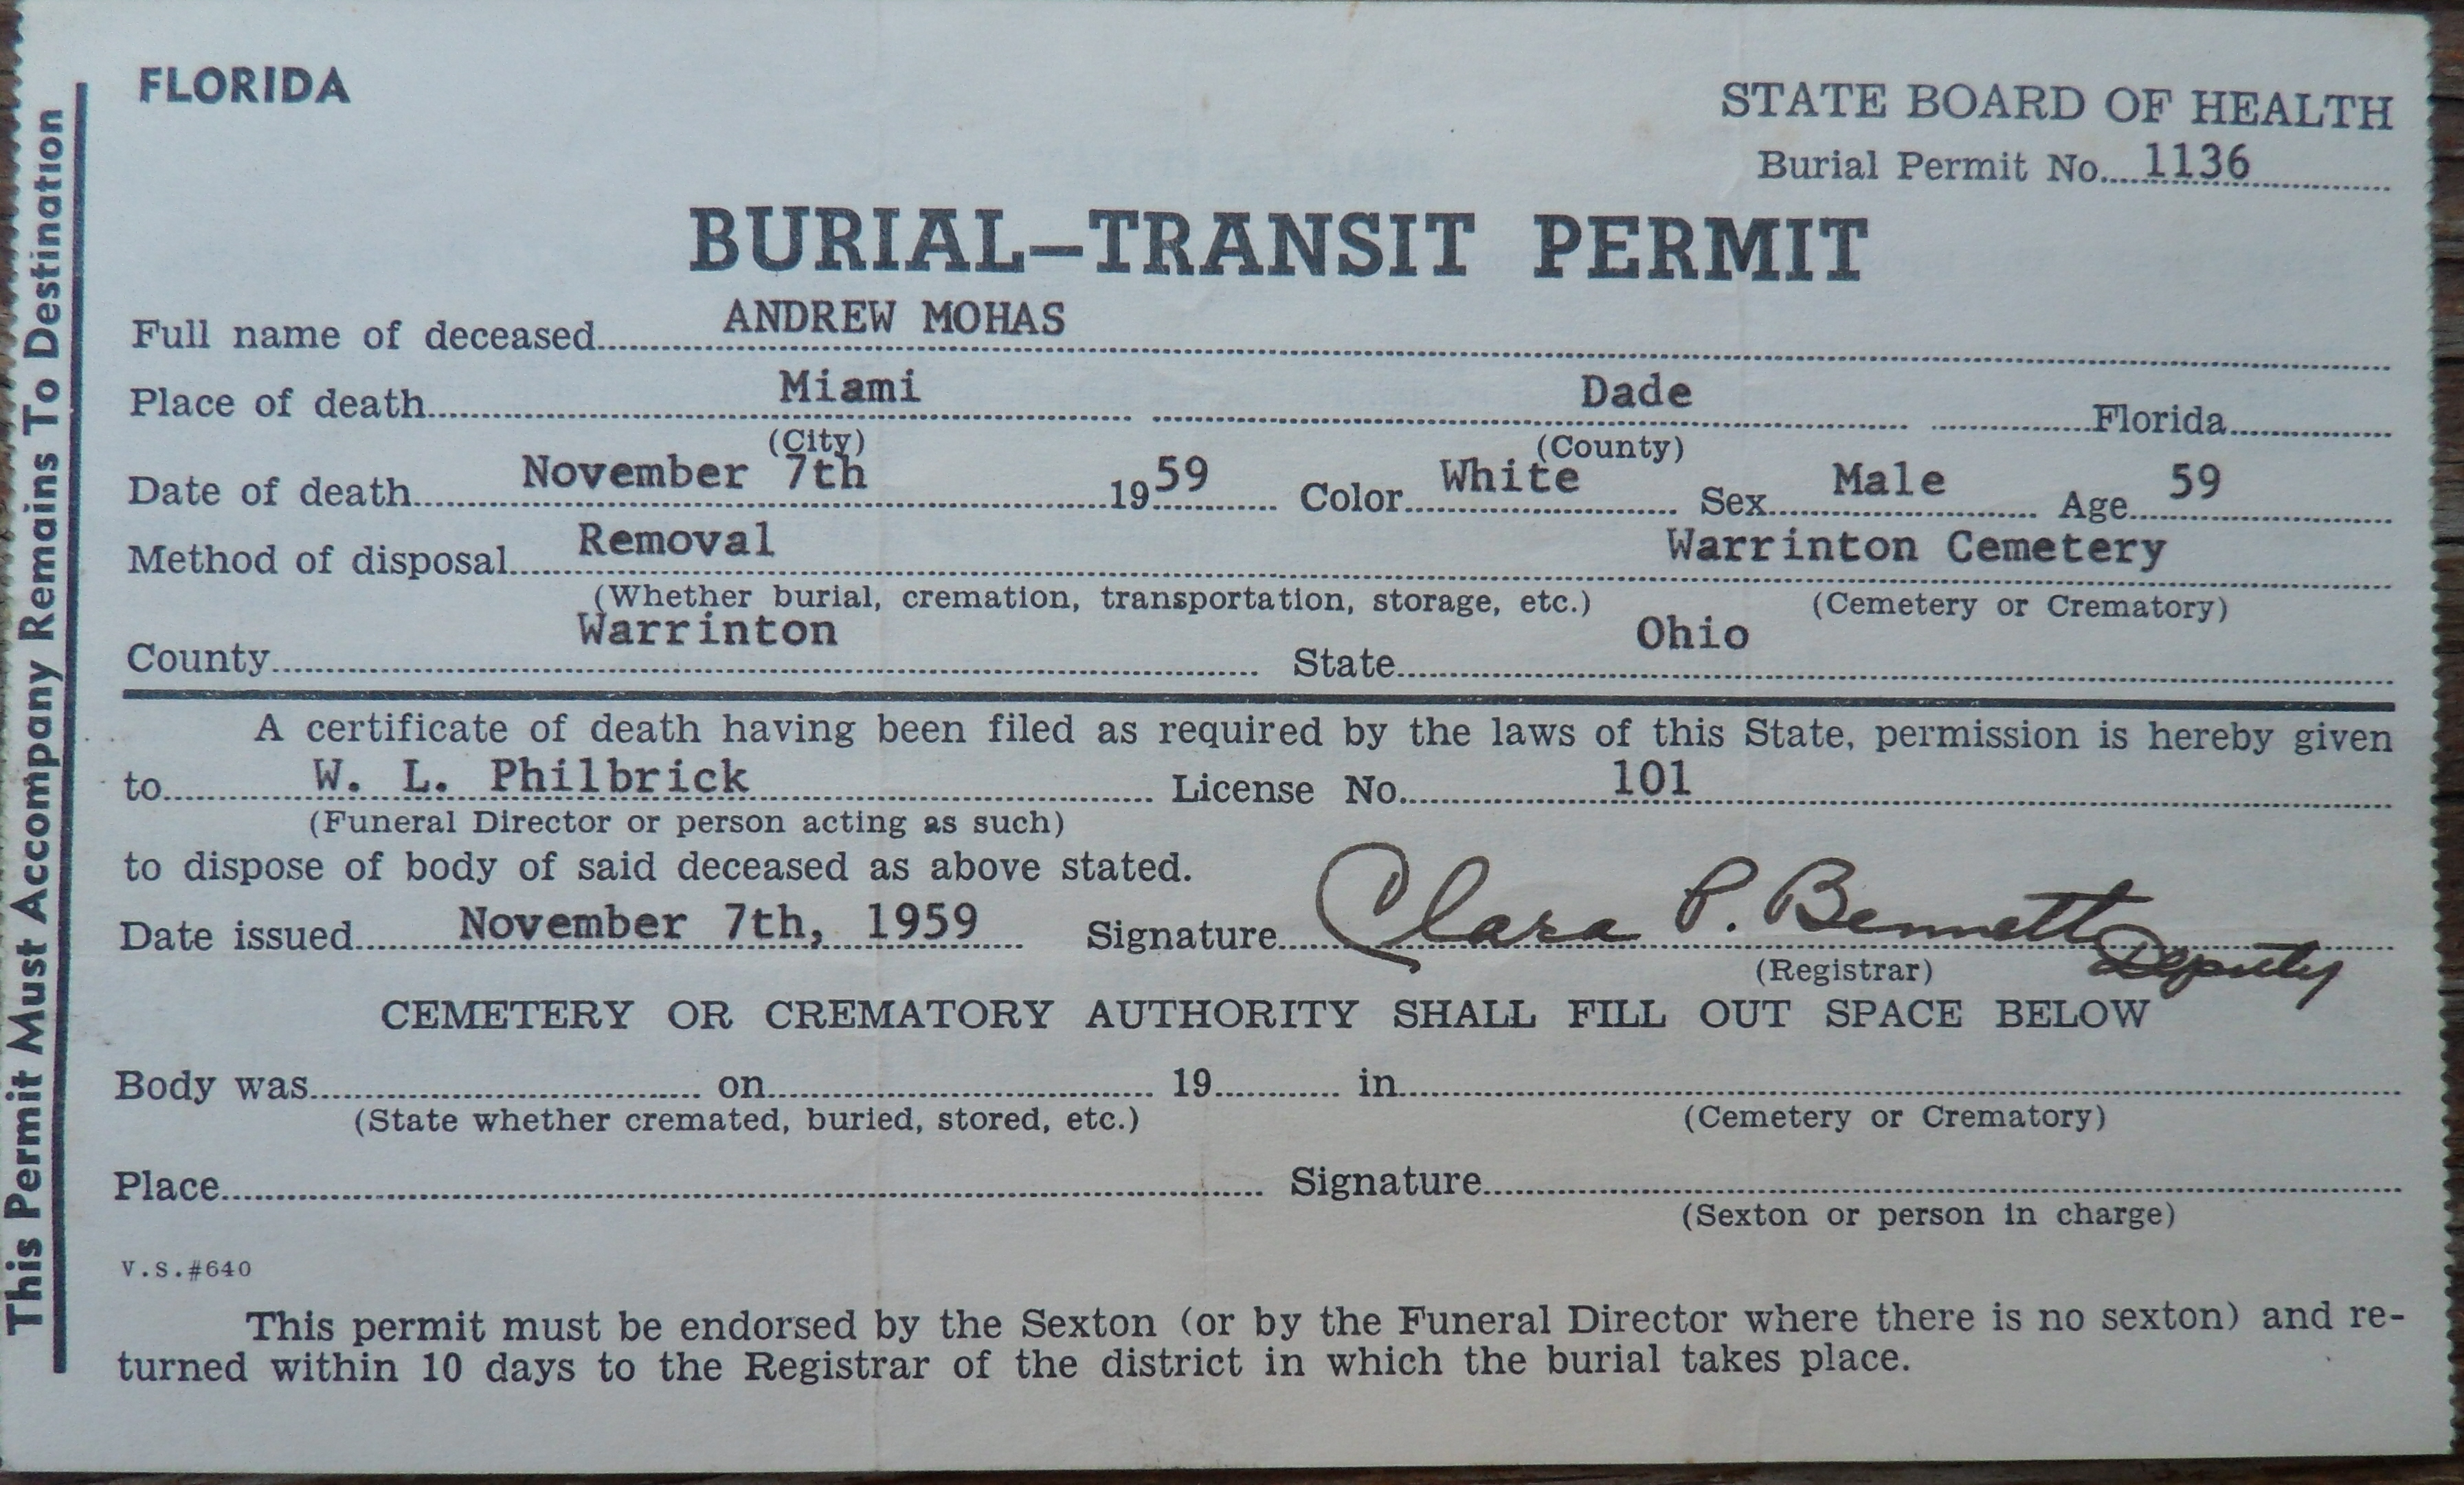 This Permit Must Accompany Remains To Destination
FLORIDA
STATE BOARD OF HEALTH
Burial Permit No. 1136
BURIAL-TRANSIT PERMIT
Full name of deceased ANDREW MOHAS
Place of death Miami Dade Florida
(City) (County)
Date of death November 7th 1959 Color White Sex Male Age 59
Method of disposal Removal Warrinton Cemetery
(Whether burial, cremation, transportation, storage, etc.) (Cemetery or Crematory)
County Warrinton State Ohio
A certificate of death having been filed as required by the laws of this State, permission is hereby given
to W. L. Philbrick License No. 101
(Funeral Director or person acting as such)
to dispose of body of said deceased as above stated.
Date issued November 7th, 1959 Signature Clara P. Bennett Deputy
(Registrar)
CEMETERY OR CREMATORY AUTHORITY SHALL FILL OUT SPACE BELOW
Body was on 19 in
(State whether cremated, buried, stored, etc.) (Cemetery or Crematory)
Place Signature
(Sexton or person in charge)
V.S.#640
This permit must be endorsed by the Sexton (or by the Funeral Director where there is no sexton) and re-
turned within 10 days to the Registrar of the district in which the burial takes place.